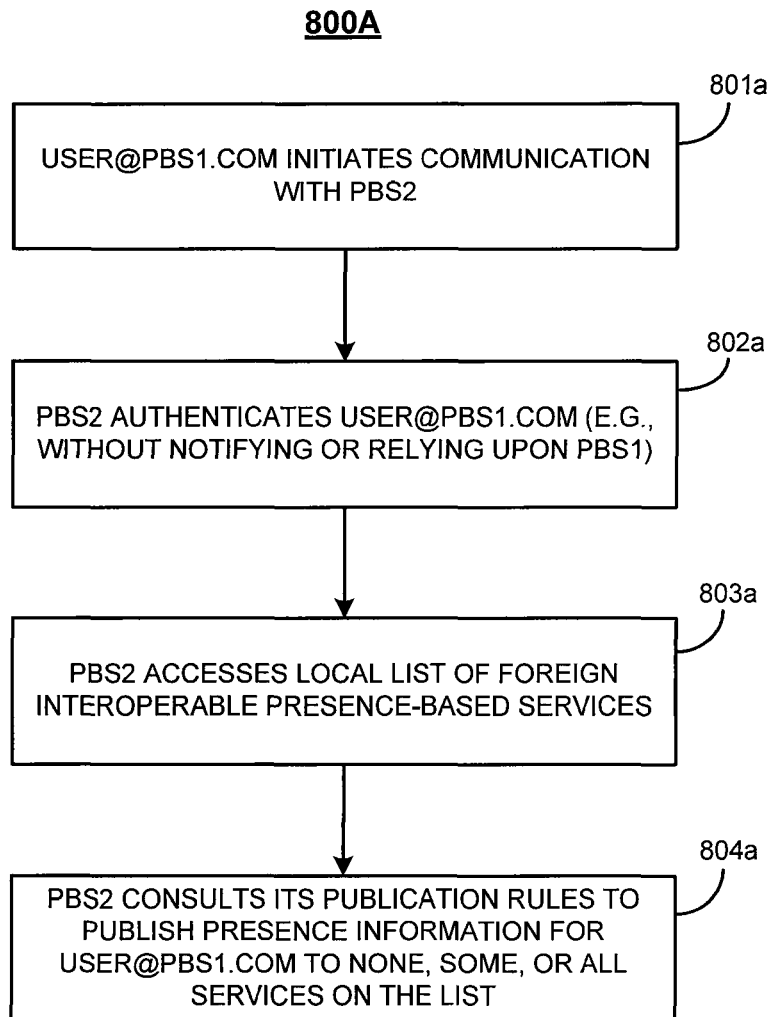 800A
801a
USER@PBS1.COM INITIATES COMMUNICATION
WITH PBS2
802a
PBS2 AUTHENTICATES USER@PBS1.COM (E.G.,
WITHOUT NOTIFYING OR RELYING UPON PBS1)
803a
PBS2 ACCESSES LOCAL LIST OF FOREIGN
INTEROPERABLE PRESENCE-BASED SERVICES
804a
PBS2 CONSULTS ITS PUBLICATION RULES TO
PUBLISH PRESENCE INFORMATION FOR
USER@PBS1.COM TO NONE, SOME, OR ALL
SERVICES ON THE LIST